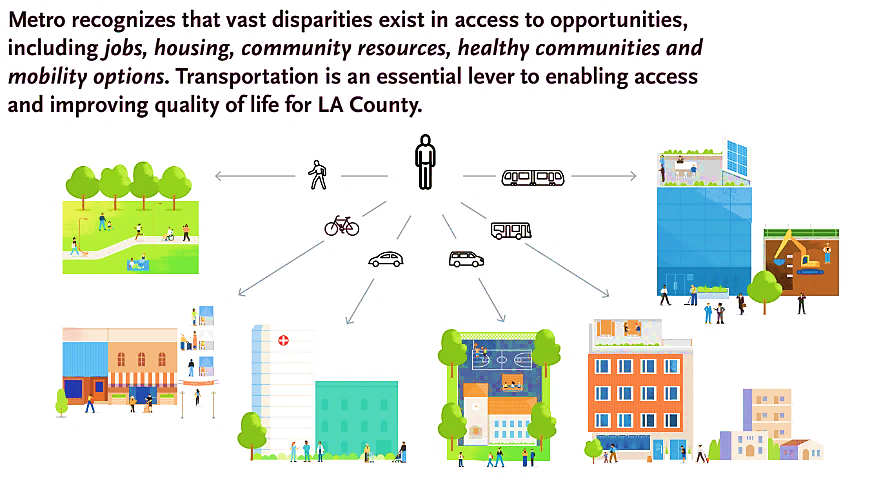 Metro recognizes that vast disparities exist in access to opportunities,
including jobs, housing, community resources, healthy communities and
mobility options. Transportation is an essential lever to enabling access
and improving quality of life for LA County.